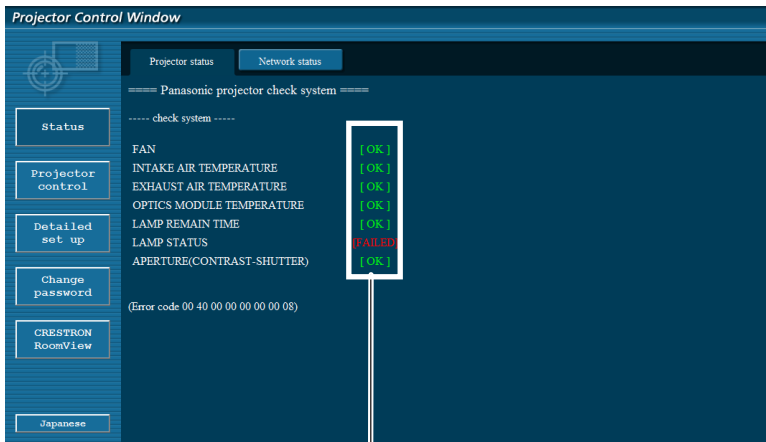 Projector Control Window
Projector status
Network status
==== Panasonic projector check system ====
----- check system -----
FAN [ OK ]
INTAKE AIR TEMPERATURE [ OK ]
EXHAUST AIR TEMPERATURE [ OK ]
OPTICS MODULE TEMPERATURE [ OK ]
LAMP REMAIN TIME [ OK ]
LAMP STATUS [FAILED]
APERTURE(CONTRAST-SHUTTER) [ OK ]
(Error code 00 40 00 00 00 00 00 08)
Status
Projector
control
Detailed
set up
Change
password
CRESTRON
RoomView
Japanese